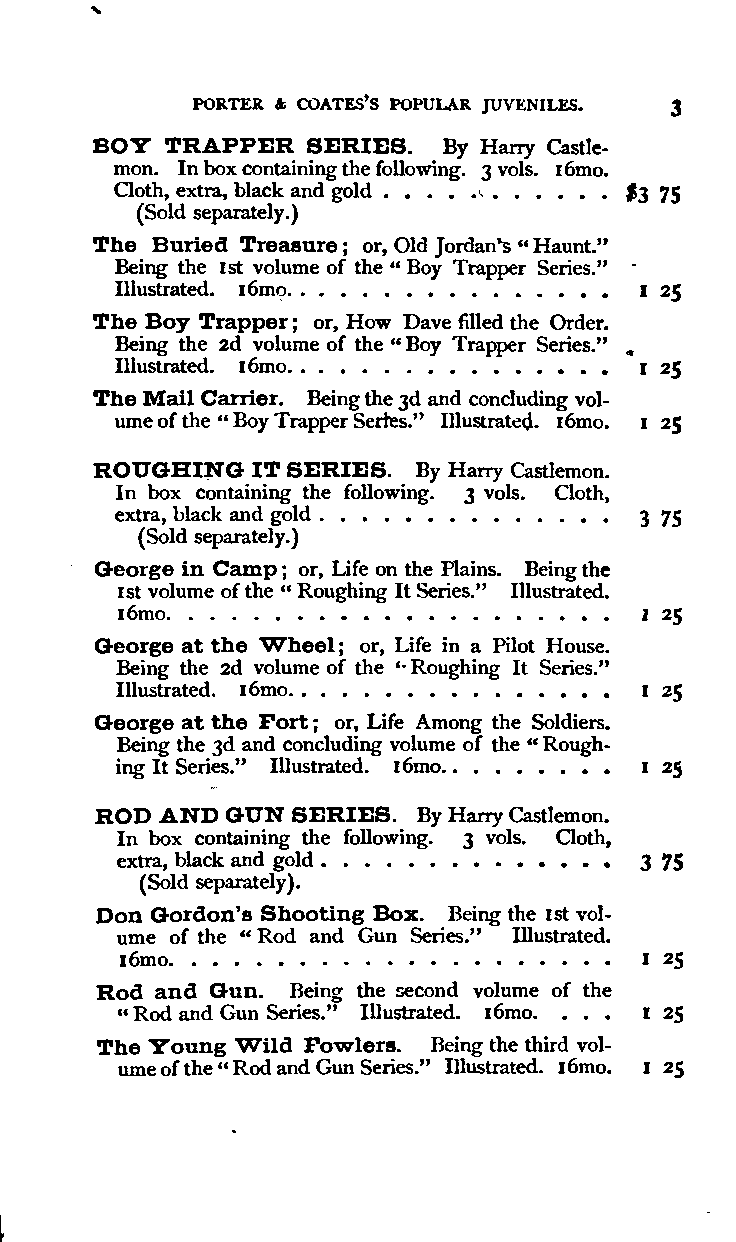 PORTER & COATES'S POPULAR JUVENILES. 3
BOY TRAPPER SERIES. By Harry Castle-
mon. In box containing the following. 3 vols. 16mo.
Cloth, extra, black and gold . . . . . . . . . . . $3 75
(Sold separately.)
The Buried Treasure; or, Old Jordan's "Haunt."
Being the 1st volume of the "Boy Trapper Series."
Illustrated. 16mo. . . . . . . . . . . . . . . . 1 25
The Boy Trapper; or, How Dave filled the Order.
Being the 2d volume of the "Boy Trapper Series."
Illustrated. 16mo. . . . . . . . . . . . . . . . 1 25
The Mail Carrier. Being the 3d and concluding vol-
ume of the "Boy Trapper Series." Illustrated. 16mo. 1 25
ROUGHING IT SERIES. By Harry Castlemon.
In box containing the following. 3 vols. Cloth,
extra, black and gold . . . . . . . . . . . . . . 3 75
(Sold separately.)
George in Camp; or, Life on the Plains. Being the
1st volume of the "Roughing It Series." Illustrated.
16mo. . . . . . . . . . . . . . . . . . . . . . 1 25
George at the Wheel; or, Life in a Pilot House.
Being the 2d volume of the "Roughing It Series."
Illustrated. 16mo. . . . . . . . . . . . . . . . 1 25
George at the Fort; or, Life Among the Soldiers.
Being the 3d and concluding volume of the "Rough-
ing It Series." Illustrated. 16mo. . . . . . . . . 1 25
ROD AND GUN SERIES. By Harry Castlemon.
In box containing the following. 3 vols. Cloth,
extra, black and gold . . . . . . . . . . . . . . 3 75
(Sold separately).
Don Gordon's Shooting Box. Being the 1st vol-
ume of the "Rod and Gun Series." Illustrated.
16mo. . . . . . . . . . . . . . . . . . . . . . 1 25
Rod and Gun. Being the second volume of the
"Rod and Gun Series." Illustrated. 16mo. . . . 1 25
The Young Wild Fowlers. Being the third vol-
ume of the "Rod and Gun Series." Illustrated. 16mo. 1 25